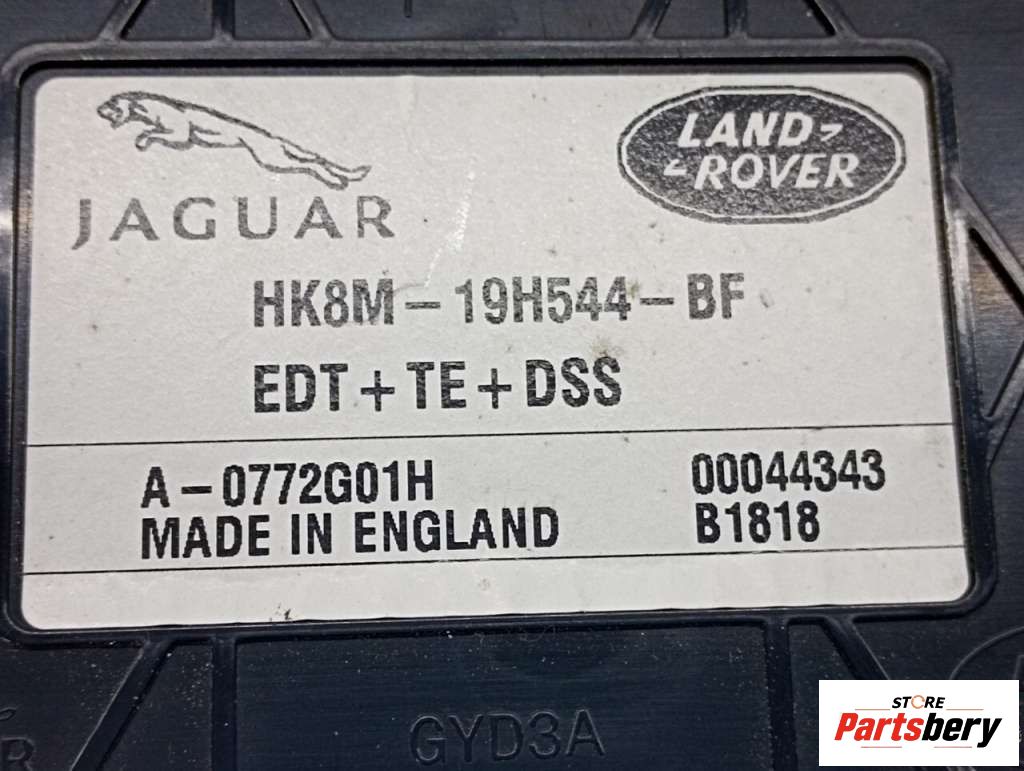 JAGUAR
LAND
ROVER
HK8M-19H544-BF
EDT+TE+DSS
A-0772G01H
00044343
MADE IN ENGLAND
B1818
GYD3A
STORE
Partsbery